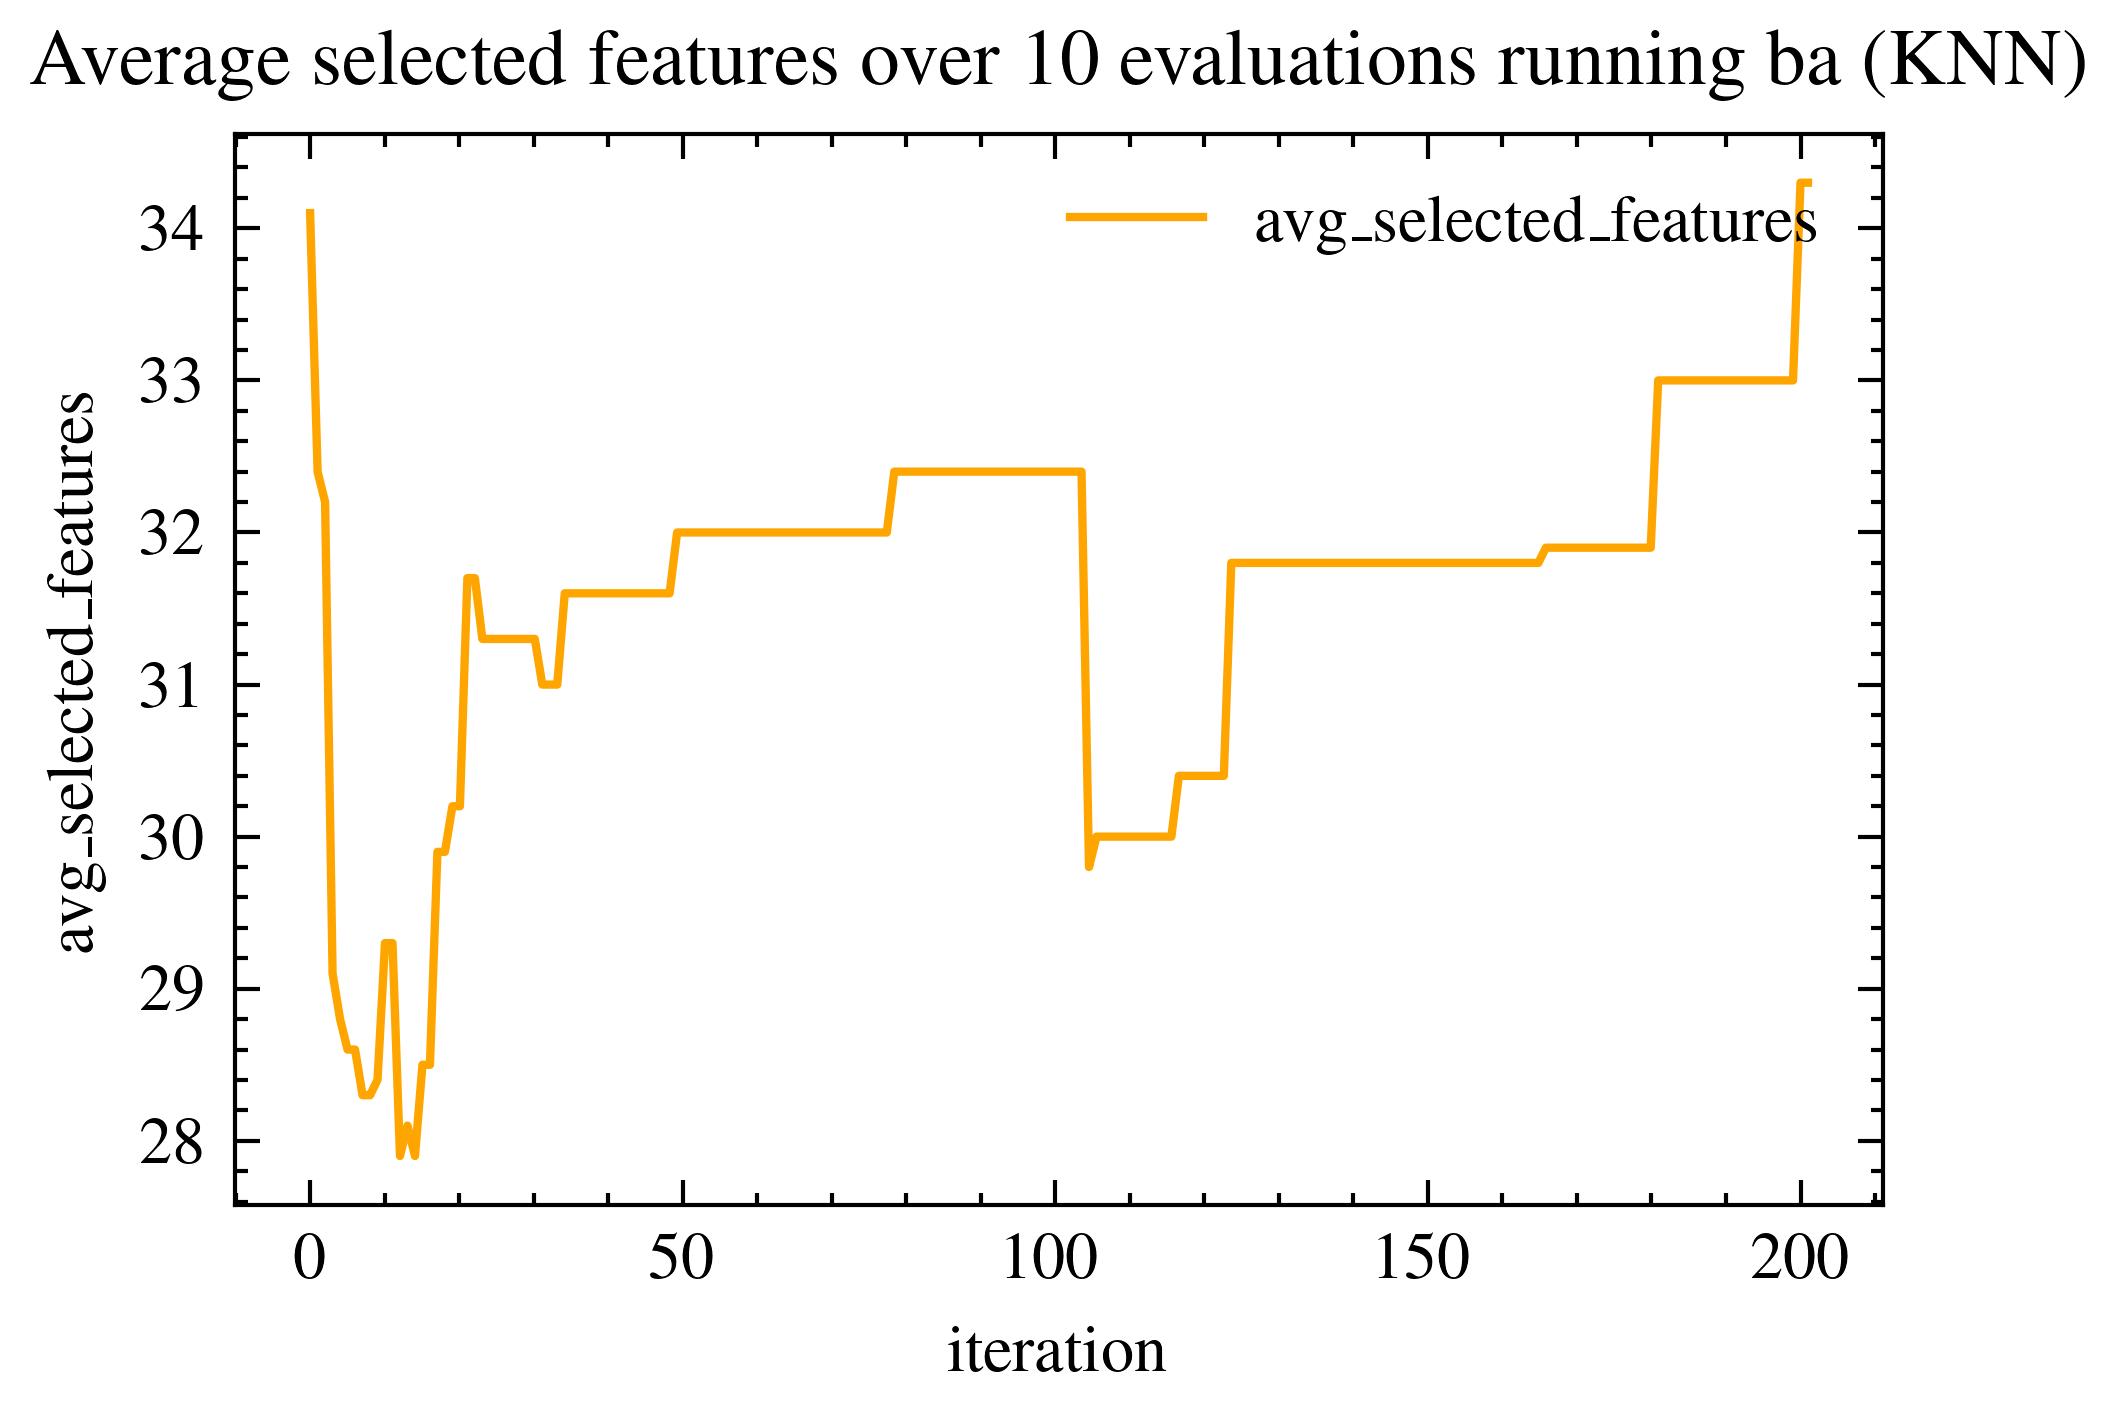 Average selected features over 10 evaluations running ba (KNN)
avg_selected_features
34
33
32
31
30
29
28
avg_selected_features
0 50 100 150 200
iteration